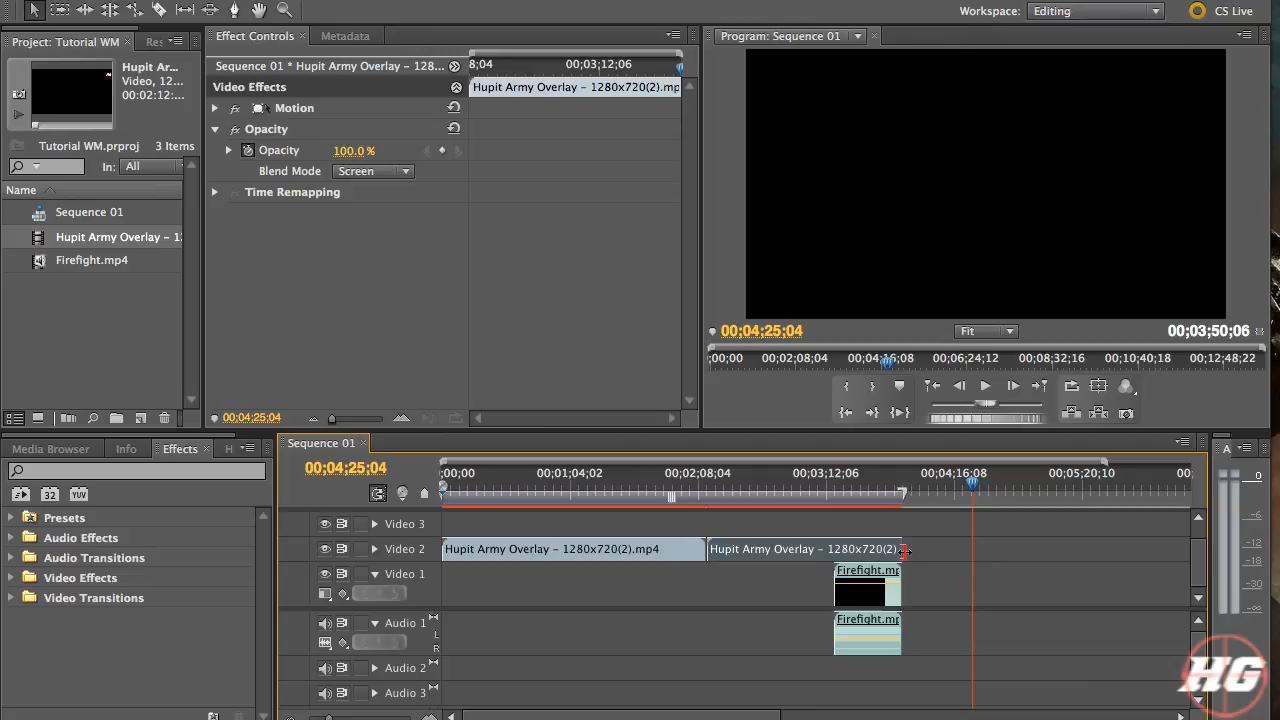 Workspace: Editing CS Live
Project: Tutorial WM Res
Effect Controls Metadata
Program: Sequence 01
Hupit Ar...
Video, 12...
00;02;12:...
Sequence 01 * Hupit Army Overlay – 128...
8;04 00;03;12;06
Video Effects
Hupit Army Overlay – 1280x720(2).mp
Motion
Opacity
Opacity 100.0 %
Blend Mode Screen
Time Remapping
Tutorial WM.prproj 3 Items
In: All
Name
Sequence 01
Hupit Army Overlay – 1
Firefight.mp4
00;04;25;04 Fit 00;03;50;06
;00;00 00;02;08;04 00;04;16;08 00;06;24;12 00;08;32;16 00;10;40;18 00;12;48;22
00;04;25;04
Media Browser Info Effects H
32 YUV
Presets
Audio Effects
Audio Transitions
Video Effects
Video Transitions
Sequence 01
00;04;25;04
;00;00 00;01;04;02 00;02;08;04 00;03;12;06 00;04;16;08 00;05;20;10 00;
Video 3
Video 2 Hupit Army Overlay – 1280x720(2).mp4 Hupit Army Overlay – 1280x720(2).
Video 1 Firefight.mp
Audio 1 Firefight.mp
L
R
Audio 2
Audio 3
A
0
-6
-12
-18
-24
-30
-∞
HG